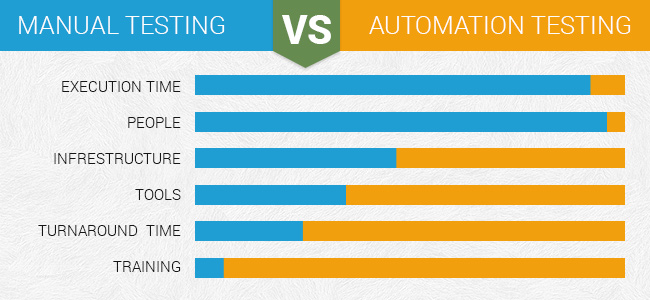 MANUAL TESTING VS AUTOMATION TESTING
EXECUTION TIME
PEOPLE
INFRESTRUCTURE
TOOLS
TURNAROUND TIME
TRAINING